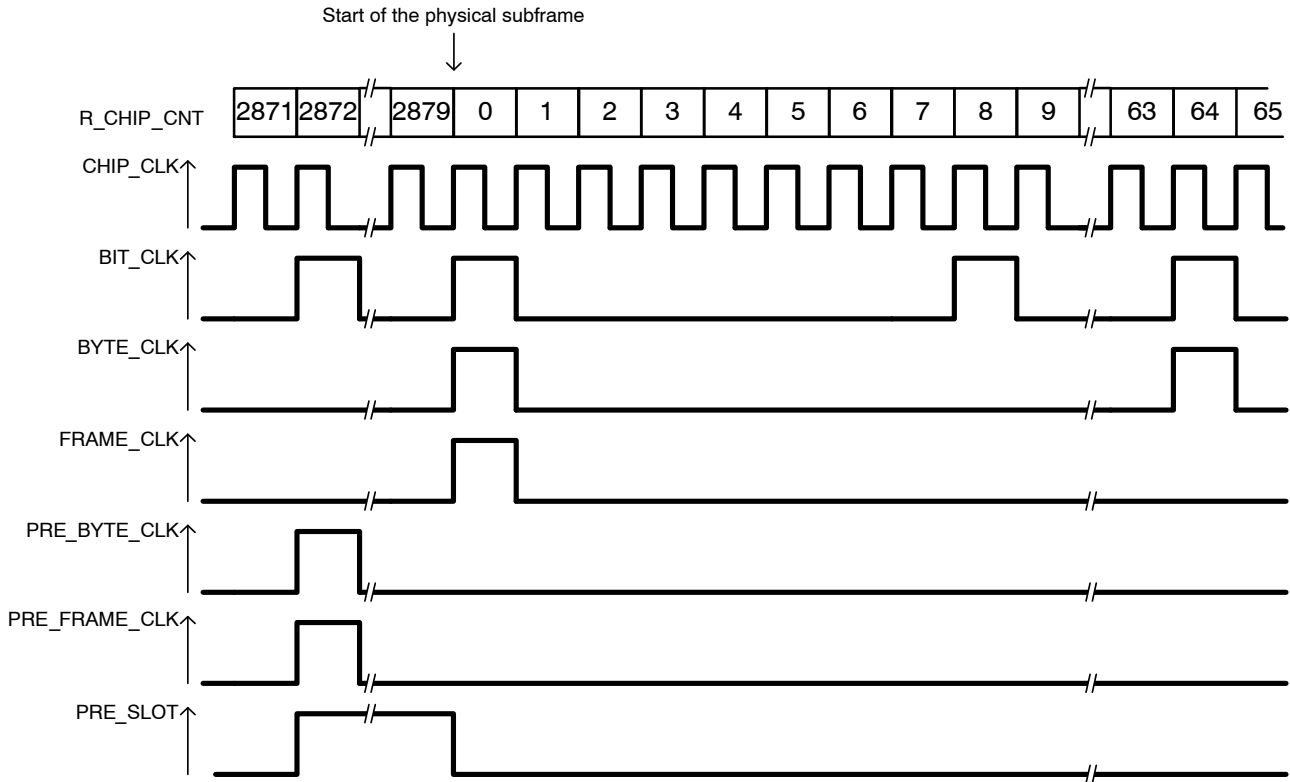 Start of the physical subframe
R_CHIP_CNT 2871 2872 2879 0 1 2 3 4 5 6 7 8 9 63 64 65
CHIP_CLK
BIT_CLK
BYTE_CLK
FRAME_CLK
PRE_BYTE_CLK
PRE_FRAME_CLK
PRE_SLOT